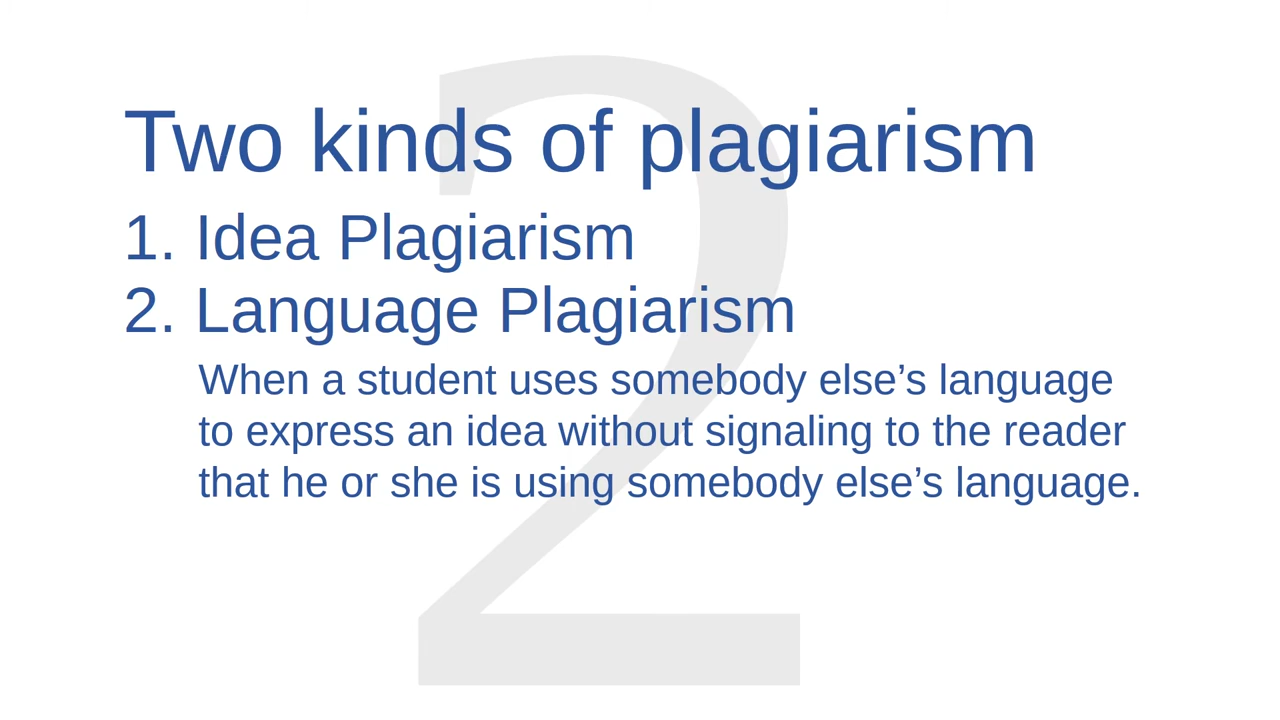 2
Two kinds of plagiarism
1. Idea Plagiarism
2. Language Plagiarism
When a student uses somebody else’s language
to express an idea without signaling to the reader
that he or she is using somebody else’s language.